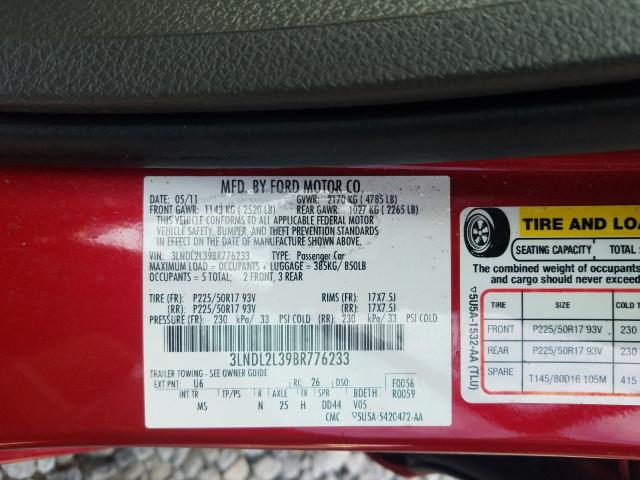 MFD. BY FORD MOTOR CO.
DATE: 05/11 GVWR: 2170 KG ( 4785 LB)
FRONT GAWR: 1143 KG ( 2520 LB) REAR GAWR: 1027 KG ( 2265 LB)
THIS VEHICLE CONFORMS TO ALL APPLICABLE FEDERAL MOTOR
VEHICLE SAFETY, BUMPER, AND THEFT PREVENTION STANDARDS
IN EFFECT ON THE DATE OF MANUFACTURE SHOWN ABOVE.
VIN: 3LNDL2L39BR776233 TYPE: Passenger Car
MAXIMUM LOAD = OCCUPANTS + LUGGAGE = 385KG/850LB
OCCUPANTS = 5 TOTAL; 2 FRONT, 3 REAR
TIRE (FR): P225/50R17 93V RIMS (FR): 17X7.5J
(RR): P225/50R17 93V (RR): 17X7.5J
PRESSURE (FR): 230 kPa/ 33 PSI COLD (RR): 230 kPa/ 33 PSI COLD
3LNDL2L39BR776233
TRAILER TOWING - SEE OWNER GUIDE
EXT PNT: U6 RC: 26 DSO: F0056
INT TR TP/PS R AXLE TR SPR BDETH R0059
MS N 25 H DD44 V05
CMC 5U5A-5420472-AA
TIRE AND LOA
SEATING CAPACITY TOTAL
The combined weight of occupants
and cargo should never exceed
TIRE SIZE COLD T
FRONT P225/50R17 93V 230
REAR P225/50R17 93V 230
SPARE T145/80D16 105M 415
5U5A-1532-AA (TLU)